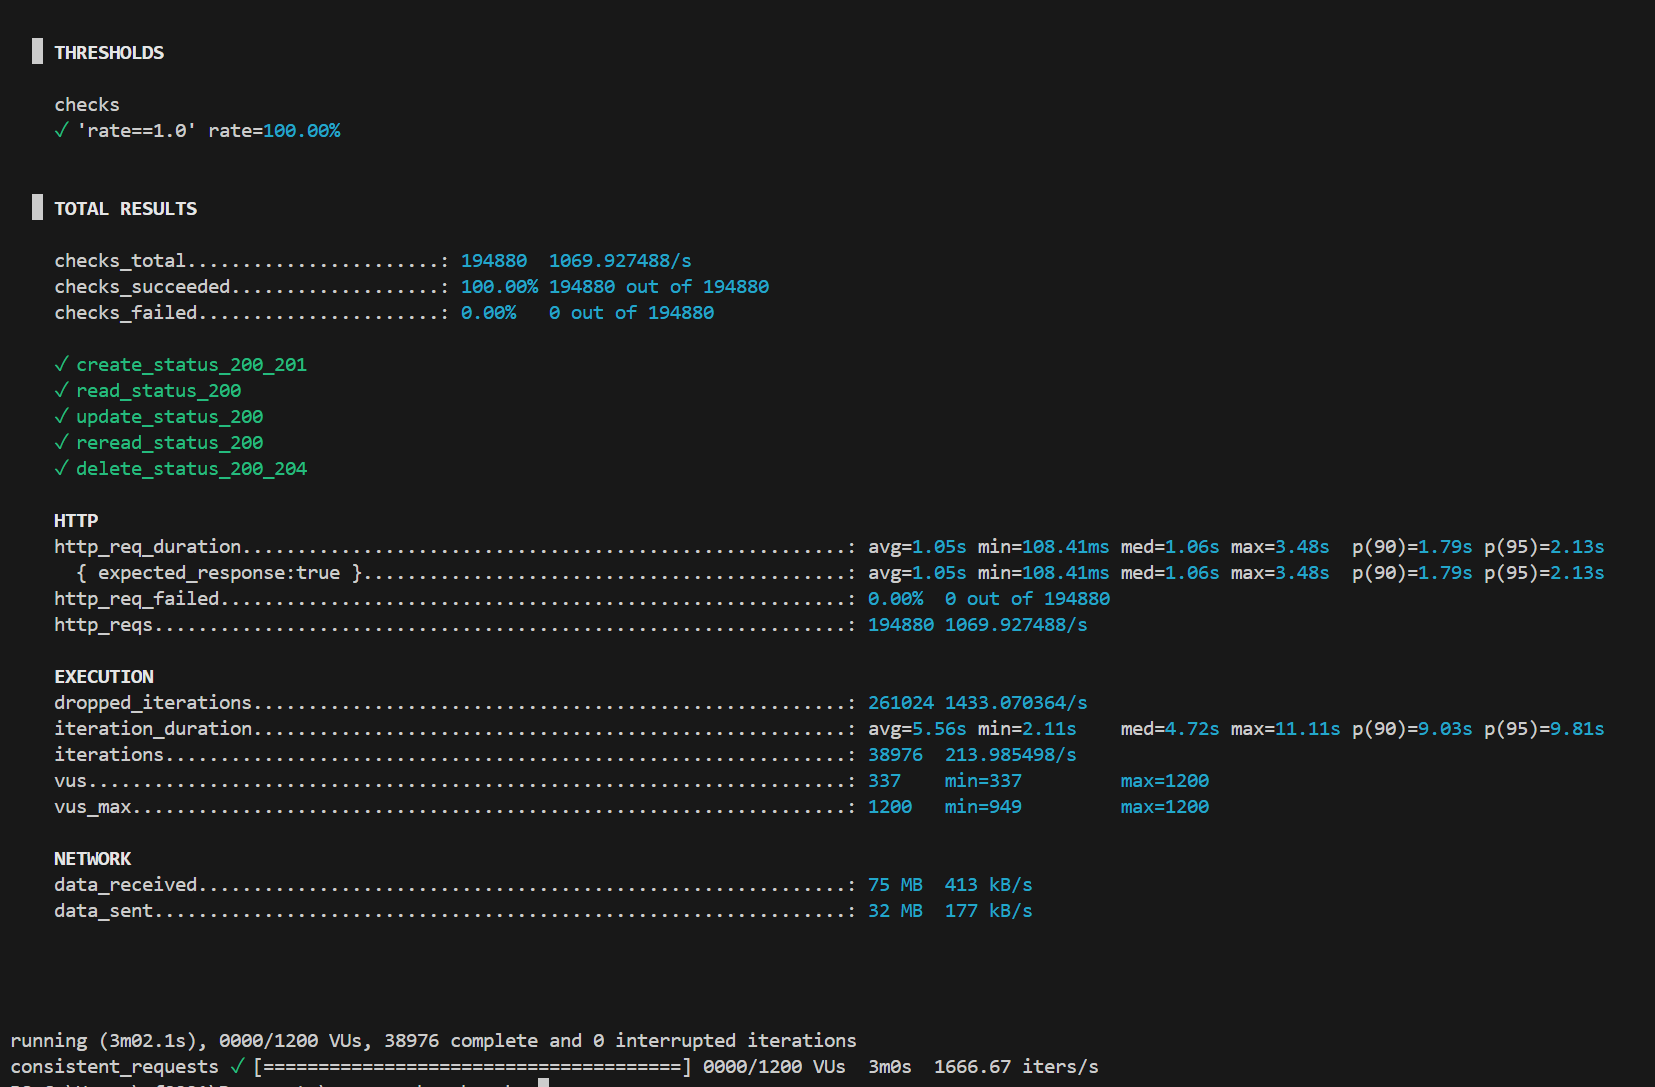 THRESHOLDS
checks
✓ 'rate==1.0' rate=100.00%
TOTAL RESULTS
checks_total.......................: 194880  1069.927488/s
checks_succeeded...................: 100.00% 194880 out of 194880
checks_failed......................: 0.00%   0 out of 194880
✓ create_status_200_201
✓ read_status_200
✓ update_status_200
✓ reread_status_200
✓ delete_status_200_204
HTTP
http_req_duration.......................................................: avg=1.05s min=108.41ms med=1.06s max=3.48s  p(90)=1.79s p(95)=2.13s
{ expected_response:true }............................................: avg=1.05s min=108.41ms med=1.06s max=3.48s  p(90)=1.79s p(95)=2.13s
http_req_failed.........................................................: 0.00%  0 out of 194880
http_reqs...............................................................: 194880 1069.927488/s
EXECUTION
dropped_iterations......................................................: 261024 1433.070364/s
iteration_duration......................................................: avg=5.56s min=2.11s    med=4.72s max=11.11s p(90)=9.03s p(95)=9.81s
iterations..............................................................: 38976  213.985498/s
vus.....................................................................: 337    min=337         max=1200
vus_max.................................................................: 1200   min=949         max=1200
NETWORK
data_received...........................................................: 75 MB  413 kB/s
data_sent...............................................................: 32 MB  177 kB/s
running (3m02.1s), 0000/1200 VUs, 38976 complete and 0 interrupted iterations
consistent_requests ✓ [======================================] 0000/1200 VUs  3m0s  1666.67 iters/s